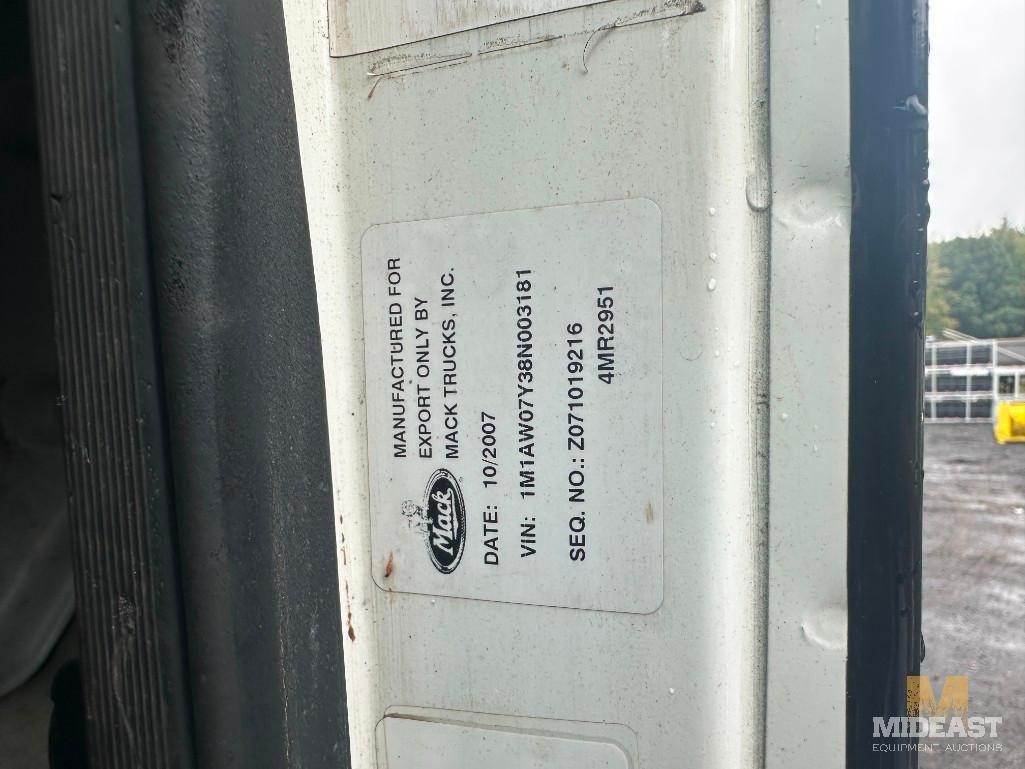 MANUFACTURED FOR
EXPORT ONLY BY
MACK TRUCKS, INC.
Mack
DATE: 10/2007
VIN: 1M1AW07Y38N003181
SEQ. NO.: Z071019216
4MR2951
M
MIDEAST
EQUIPMENT AUCTIONS